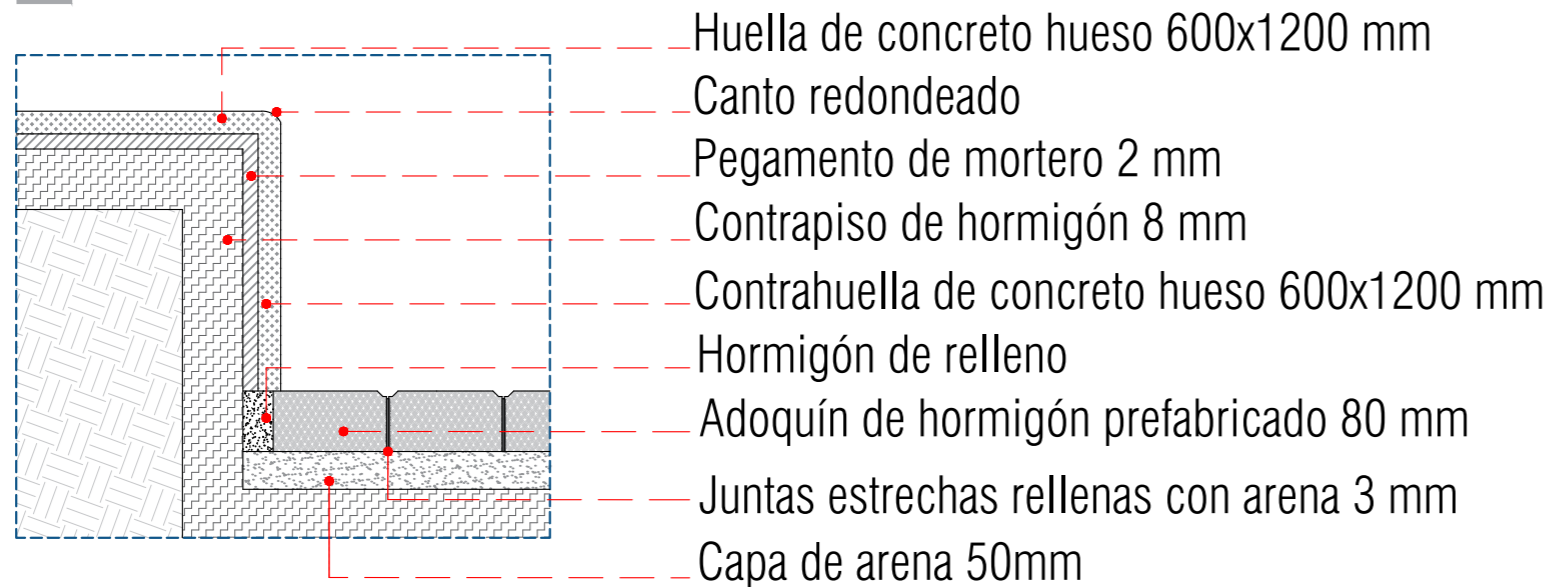 Huella de concreto hueso 600x1200 mm
Canto redondeado
Pegamento de mortero 2 mm
Contrapiso de hormigón 8 mm
Contrahuella de concreto hueso 600x1200 mm
Hormigón de relleno
Adoquín de hormigón prefabricado 80 mm
Juntas estrechas rellenas con arena 3 mm
Capa de arena 50mm